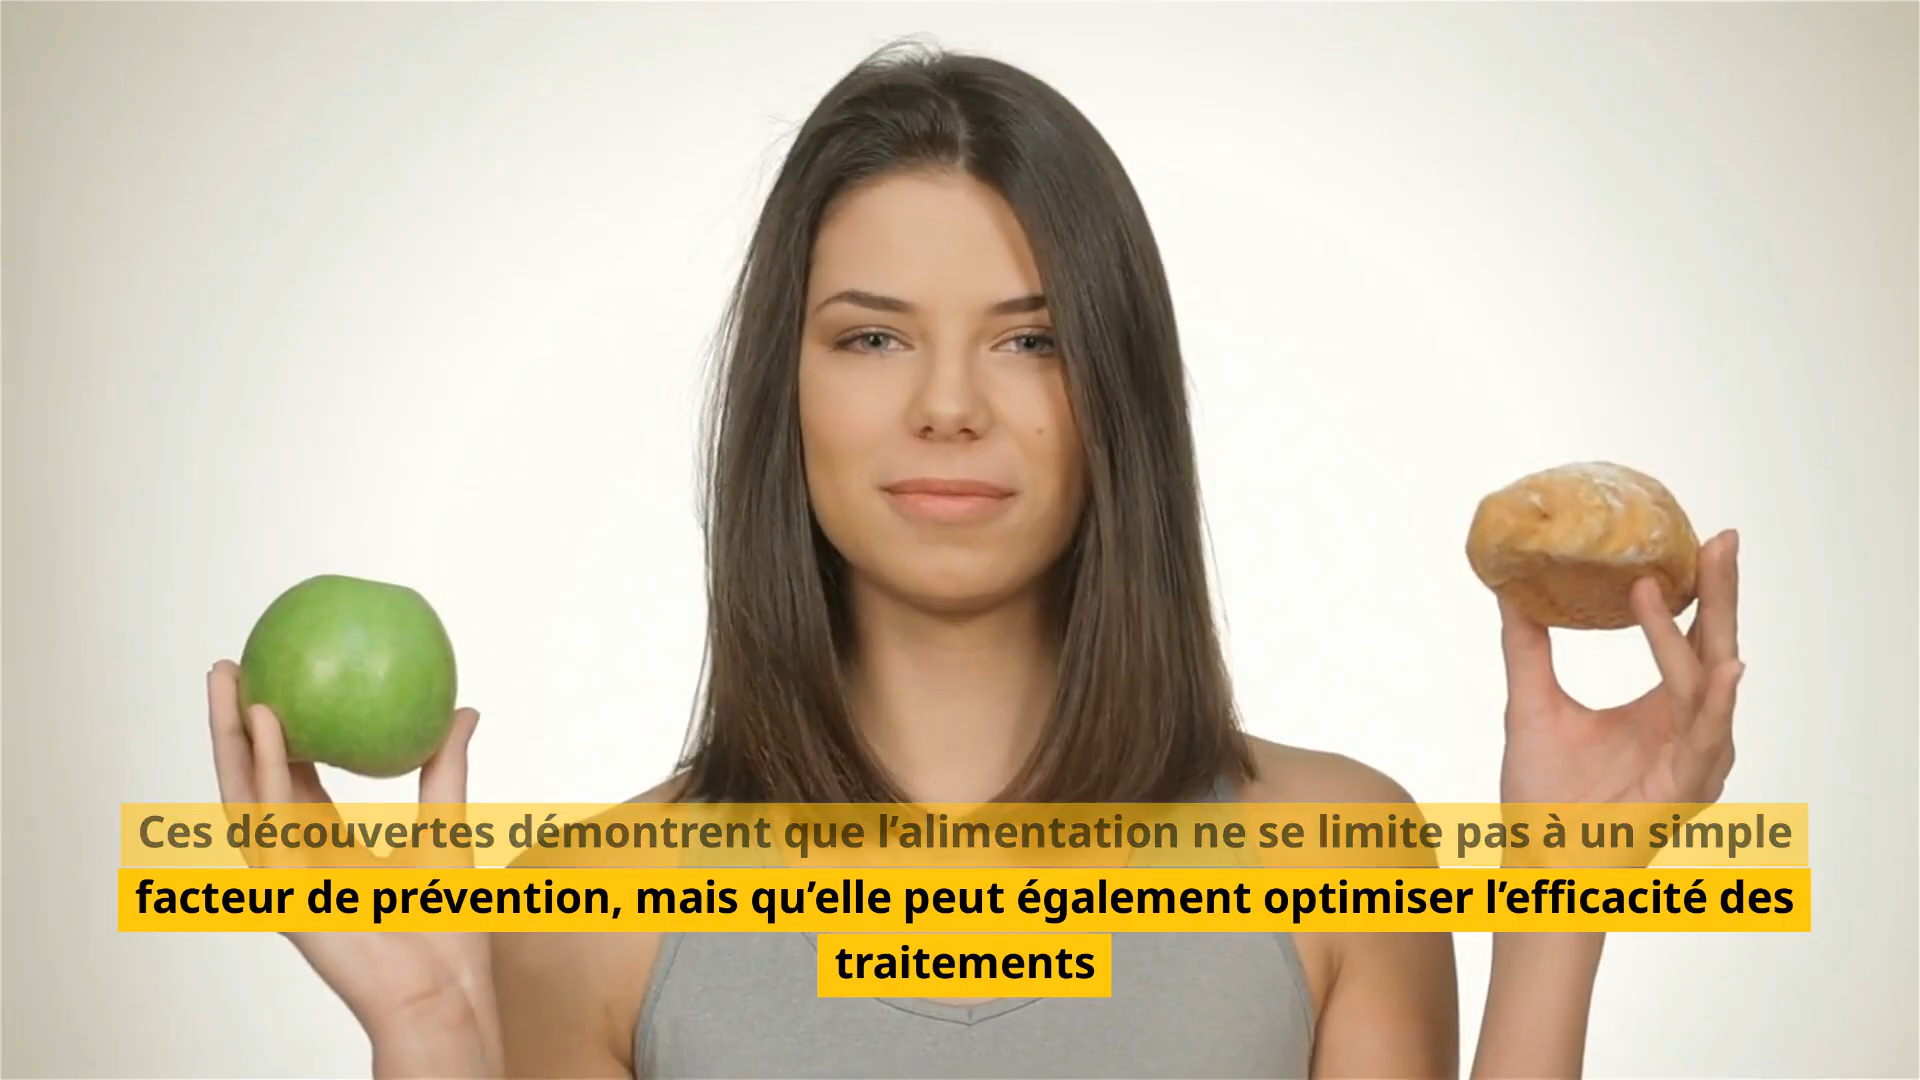 Ces découvertes démontrent que l’alimentation ne se limite pas à un simple
facteur de prévention, mais qu’elle peut également optimiser l’efficacité des
traitements